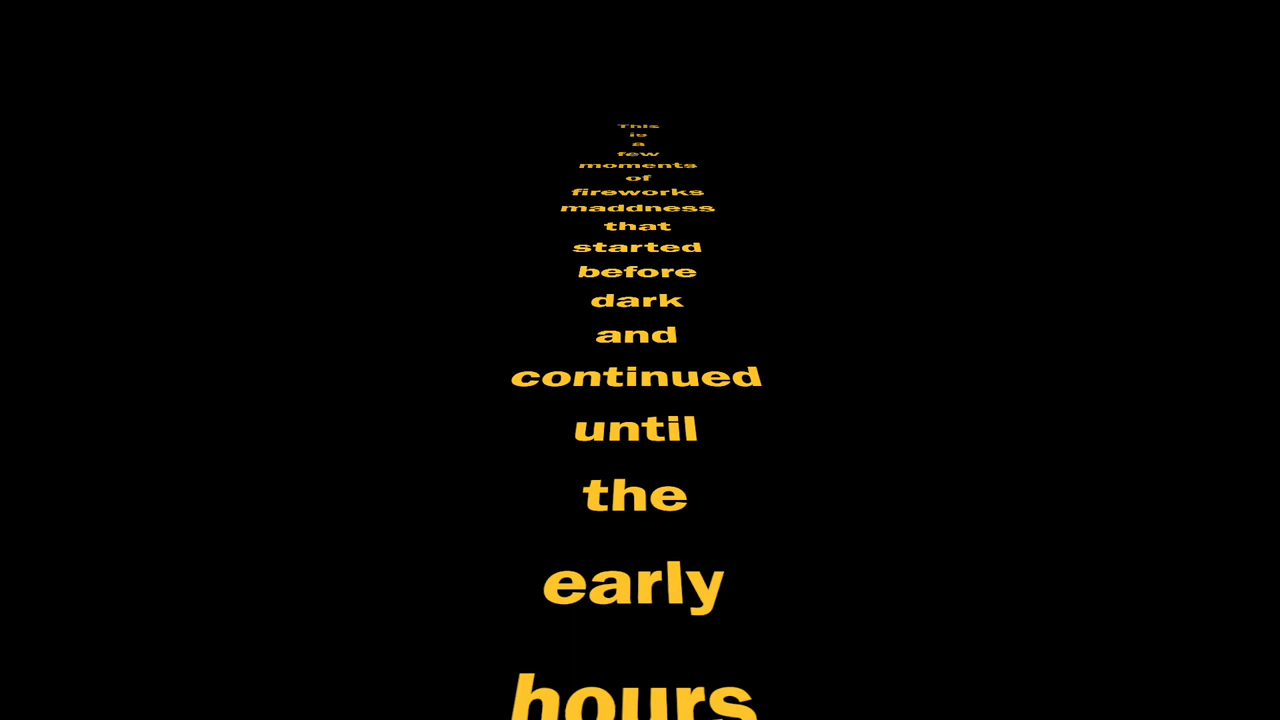 This
is
a
few
moments
of
fireworks
maddness
that
started
before
dark
and
continued
until
the
early
hours